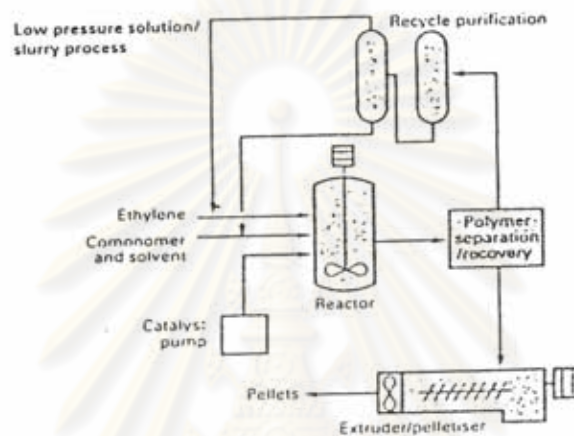 Low pressure solution/
slurry process
Recycle purification
Ethylene
Comonomer
and solvent
Catalyst
pump
Reactor
Polymer
separation
/recovery
Pellets
Extruder/pelletiser